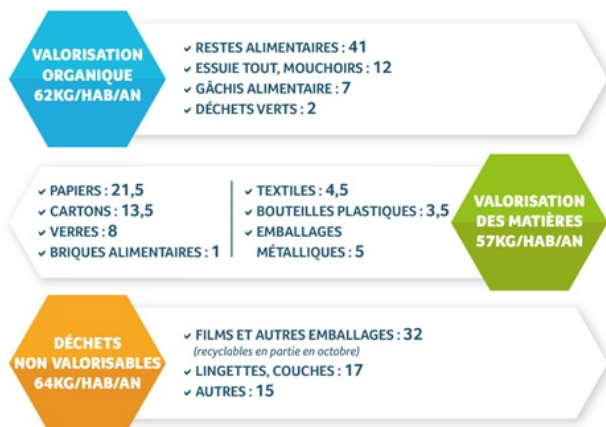 VALORISATION
ORGANIQUE
62KG/HAB/AN
✓ RESTES ALIMENTAIRES : 41
✓ ESSUIE TOUT, MOUCHOIRS : 12
✓ GÂCHIS ALIMENTAIRE : 7
✓ DÉCHETS VERTS : 2
✓ PAPIERS : 21,5
✓ CARTONS : 13,5
✓ VERRES : 8
✓ BRIQUES ALIMENTAIRES : 1
✓ TEXTILES : 4,5
✓ BOUTEILLES PLASTIQUES : 3,5
✓ EMBALLAGES
MÉTALLIQUES : 5
VALORISATION
DES MATIÈRES
57KG/HAB/AN
DÉCHETS
NON VALORISABLES
64KG/HAB/AN
✓ FILMS ET AUTRES EMBALLAGES : 32
(recyclables en partie en octobre)
✓ LINGETTES, COUCHES : 17
✓ AUTRES : 15